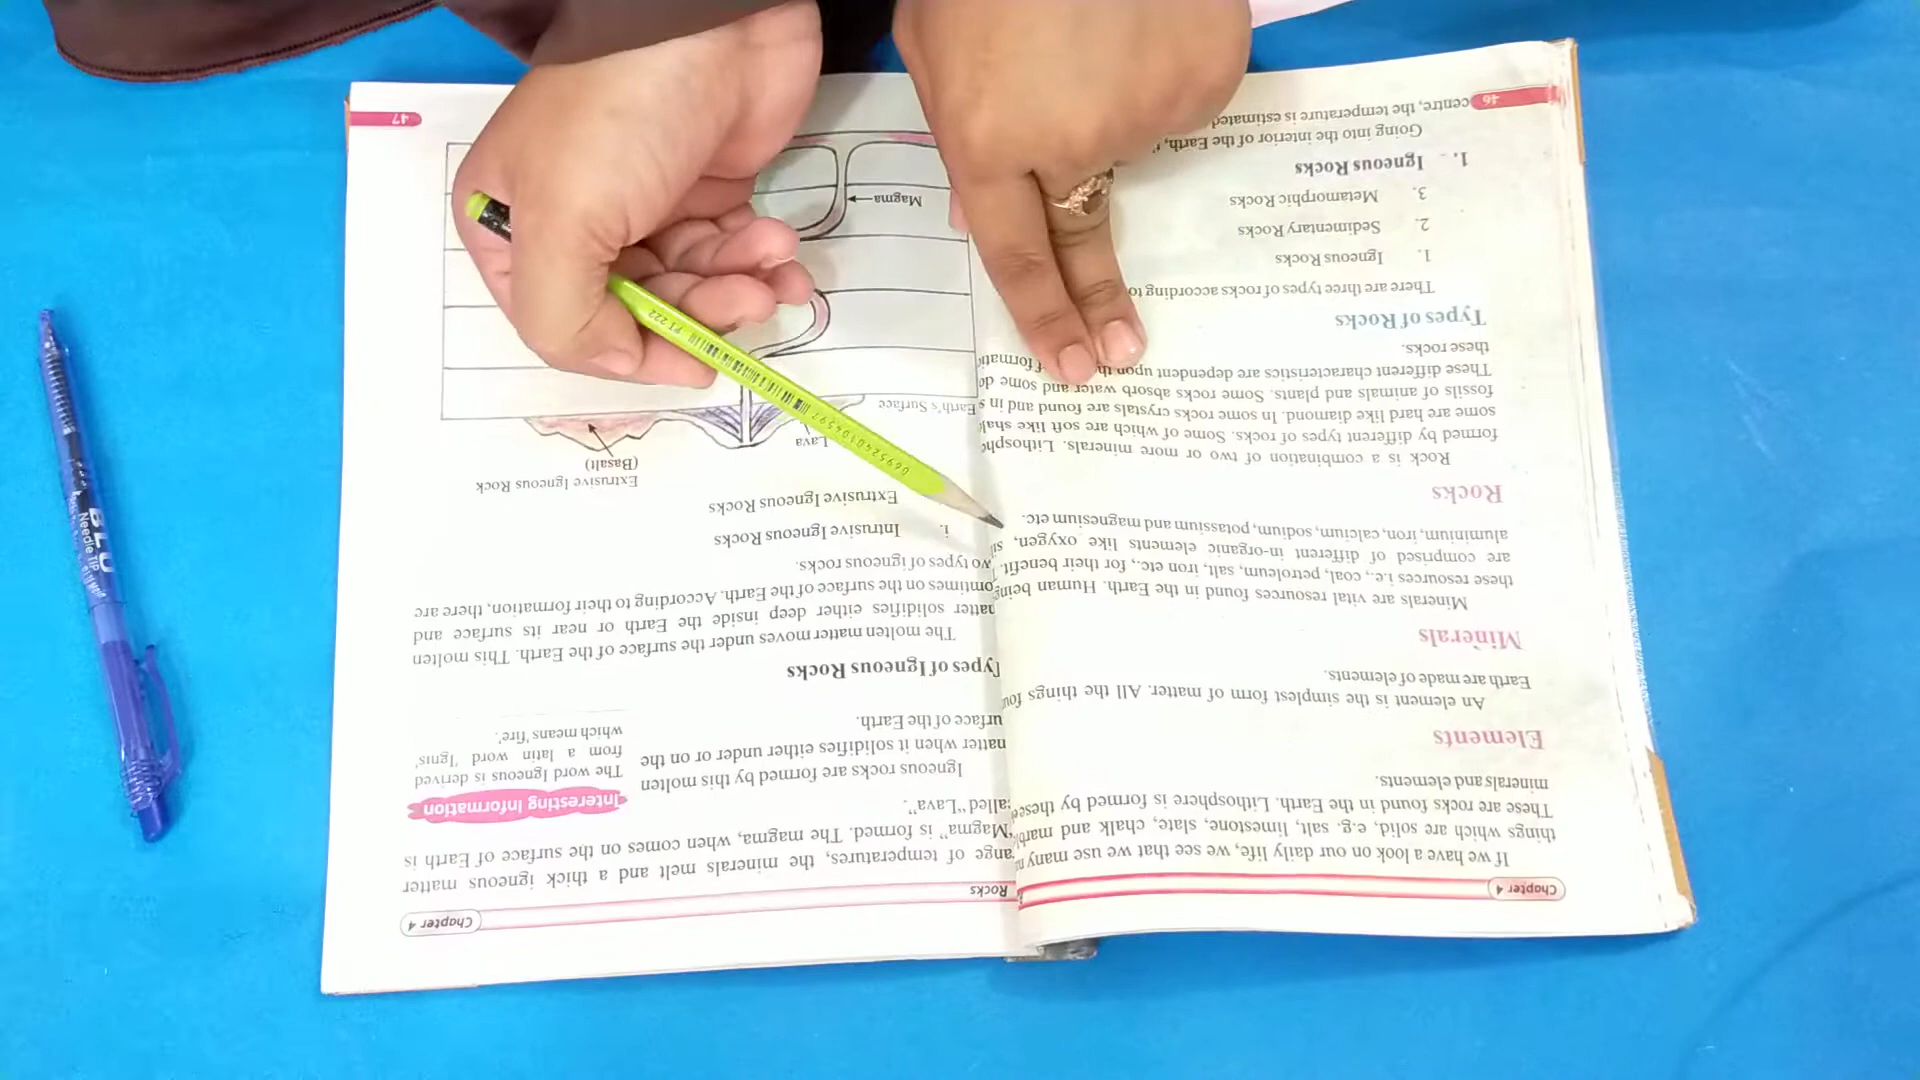 Chapter 4
If we have a look on our daily life, we see that we use many
things which are solid, e.g. salt, limestone, slate, chalk and
These are rocks found in the Earth. Lithosphere is formed by these
minerals and elements.
Elements
An element is the simplest form of matter. All the things
Earth are made of elements.
Minerals
Minerals are vital resources found in the Earth. Human
these resources i.e., coal, petroleum, salt, iron etc., for their benefit.
are comprised of different in-organic elements like oxygen,
aluminium, iron, calcium, sodium, potassium and magnesium etc.
Rocks
Rock is a combination of two or more minerals.
formed by different types of rocks. Some of which are soft like
some are hard like diamond. In some rocks crystals are found and in
fossils of animals and plants. Some rocks absorb water and some
These different characteristics are dependent upon
these rocks.
Types of Rocks
There are three types of rocks according to
1. Igneous Rocks
2. Sedimentary Rocks
3. Metamorphic Rocks
1. Igneous Rocks
Going into the interior of the Earth,
centre, the temperature is estimated
46
Rocks
Chapter 4
of temperatures, the minerals melt and a thick igneous matter
"Magma" is formed. The magma, when comes on the surface of Earth is
"Lava".
Igneous rocks are formed by this molten
when it solidifies either under or on the
of the Earth.
Interesting Information
The word Igneous is derived
from a latin word 'Ignis'
which means 'fire'.
Types of Igneous Rocks
The molten matter moves under the surface of the Earth. This molten
solidifies either deep inside the Earth or near its surface and
on the surface of the Earth. According to their formation, there are
types of igneous rocks.
i. Intrusive Igneous Rocks
Extrusive Igneous Rocks
Extrusive Igneous Rock
(Basalt)
Lava
Earth's Surface
Magma
47
0695240104597
PI 222
Needle TIP